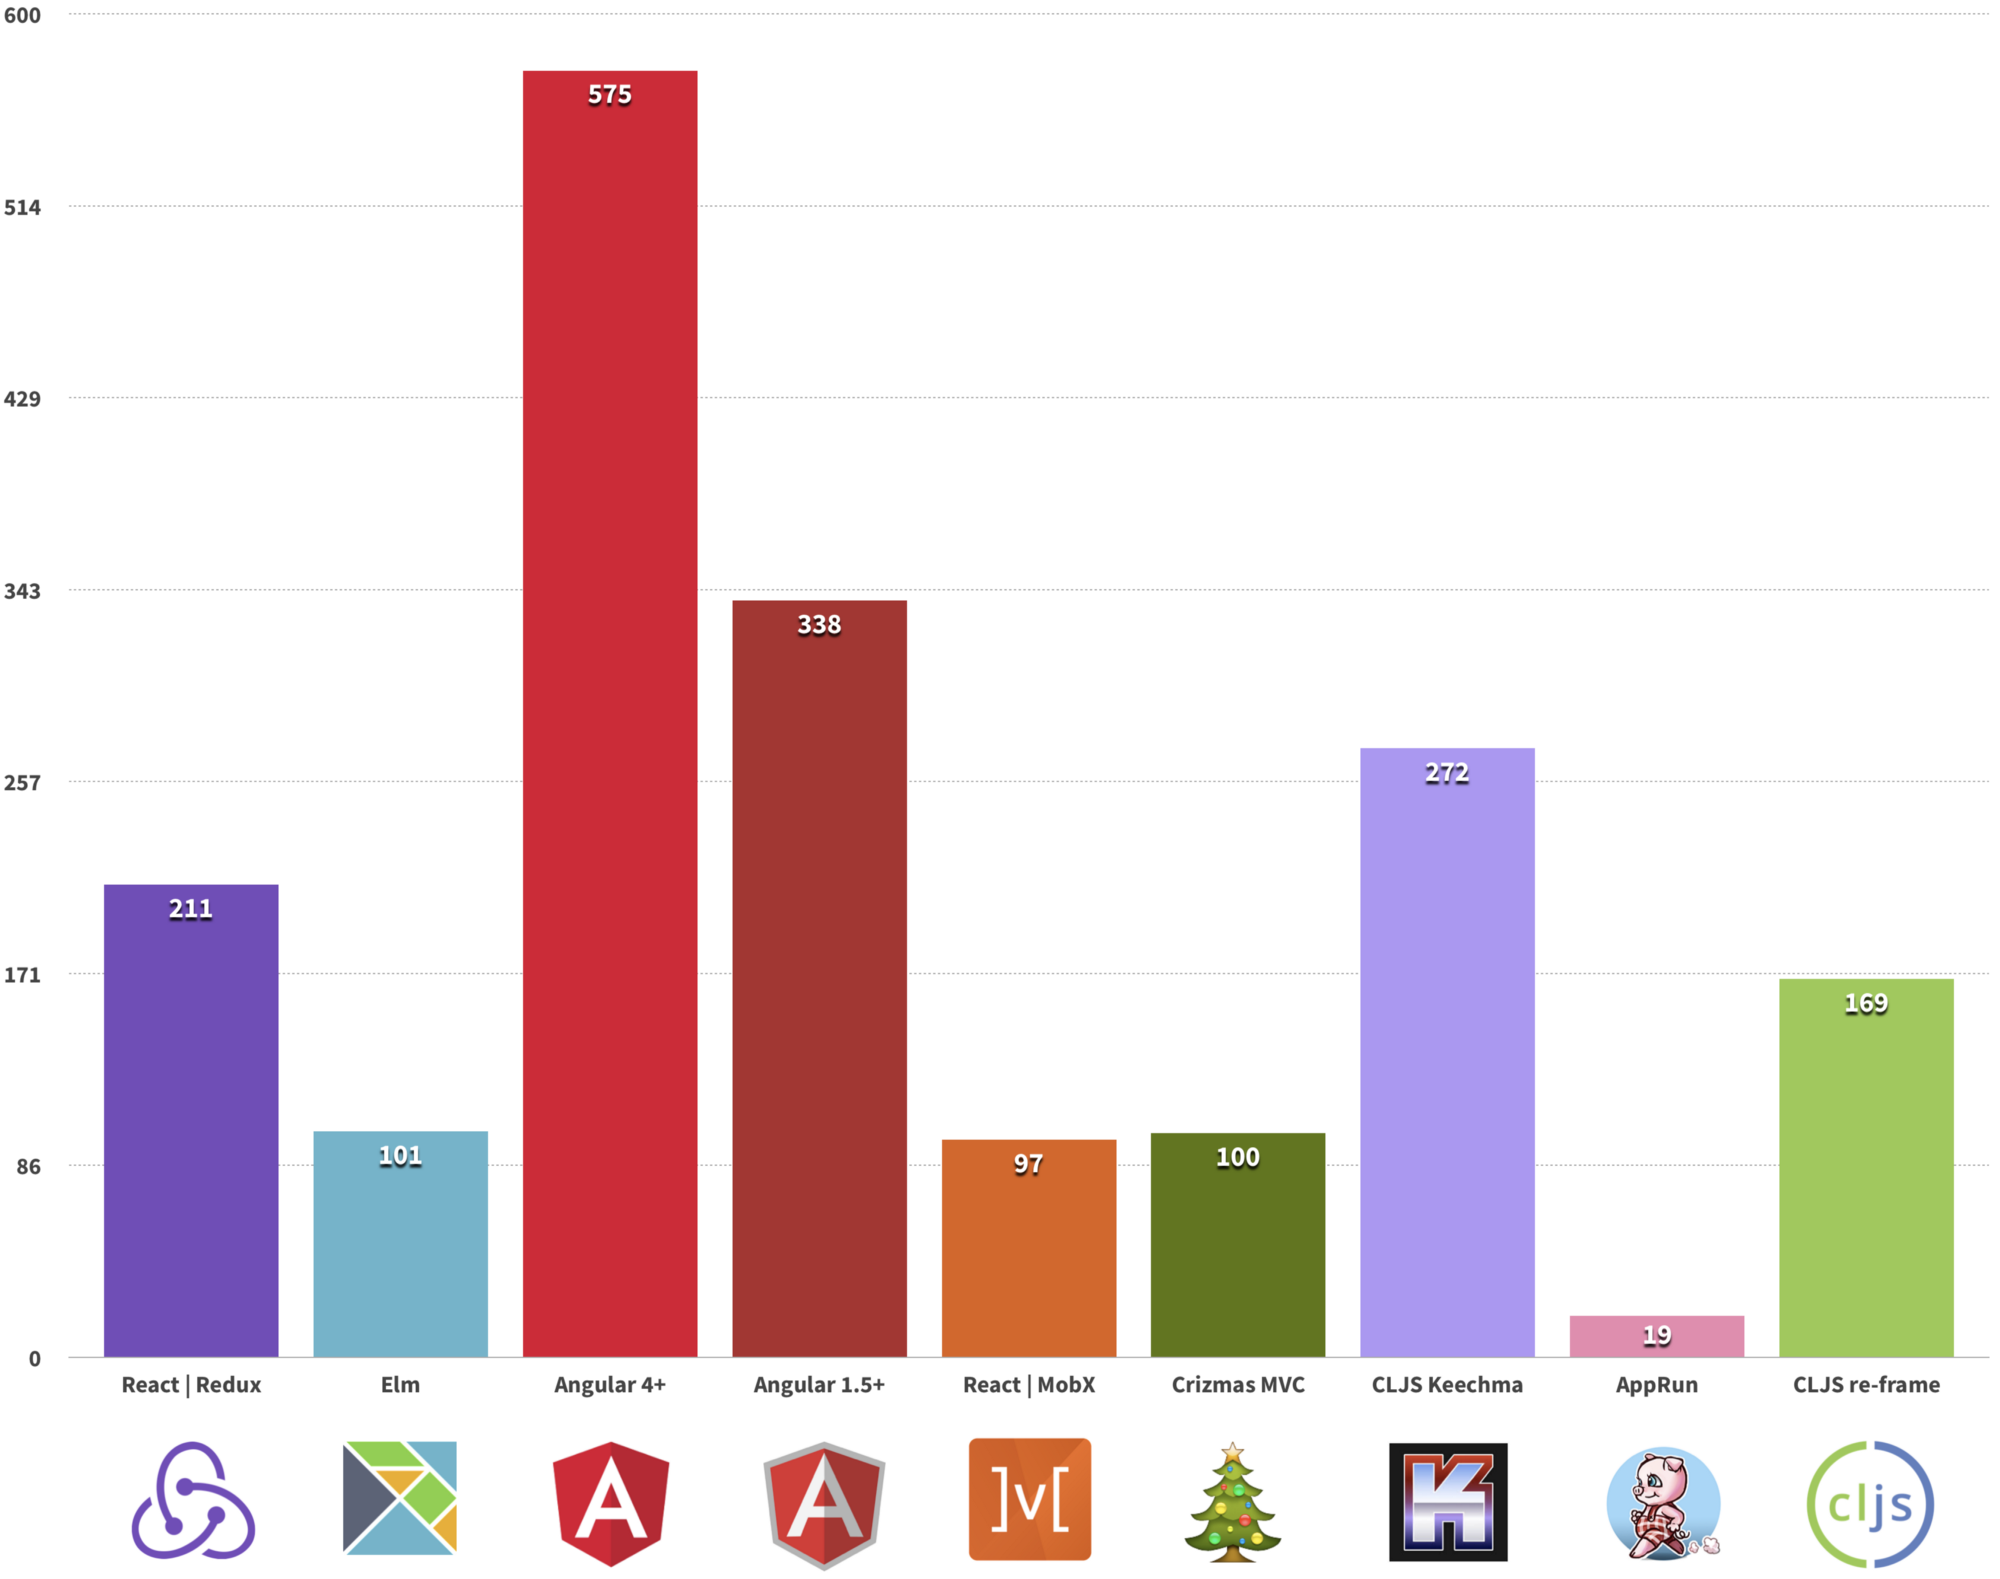 600
514
429
343
257
171
86
0
575
338
272
211
169
101
97
100
19
React | Redux
Elm
Angular 4+
Angular 1.5+
React | MobX
Crizmas MVC
CLJS Keechma
AppRun
CLJS re-frame
A
A
]v[
K
cljs